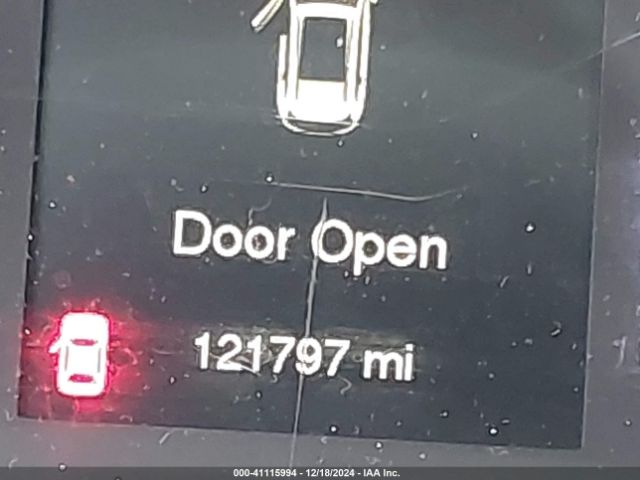 Door Open
121797 mi
000-41115994 - 12/18/2024 - IAA Inc.